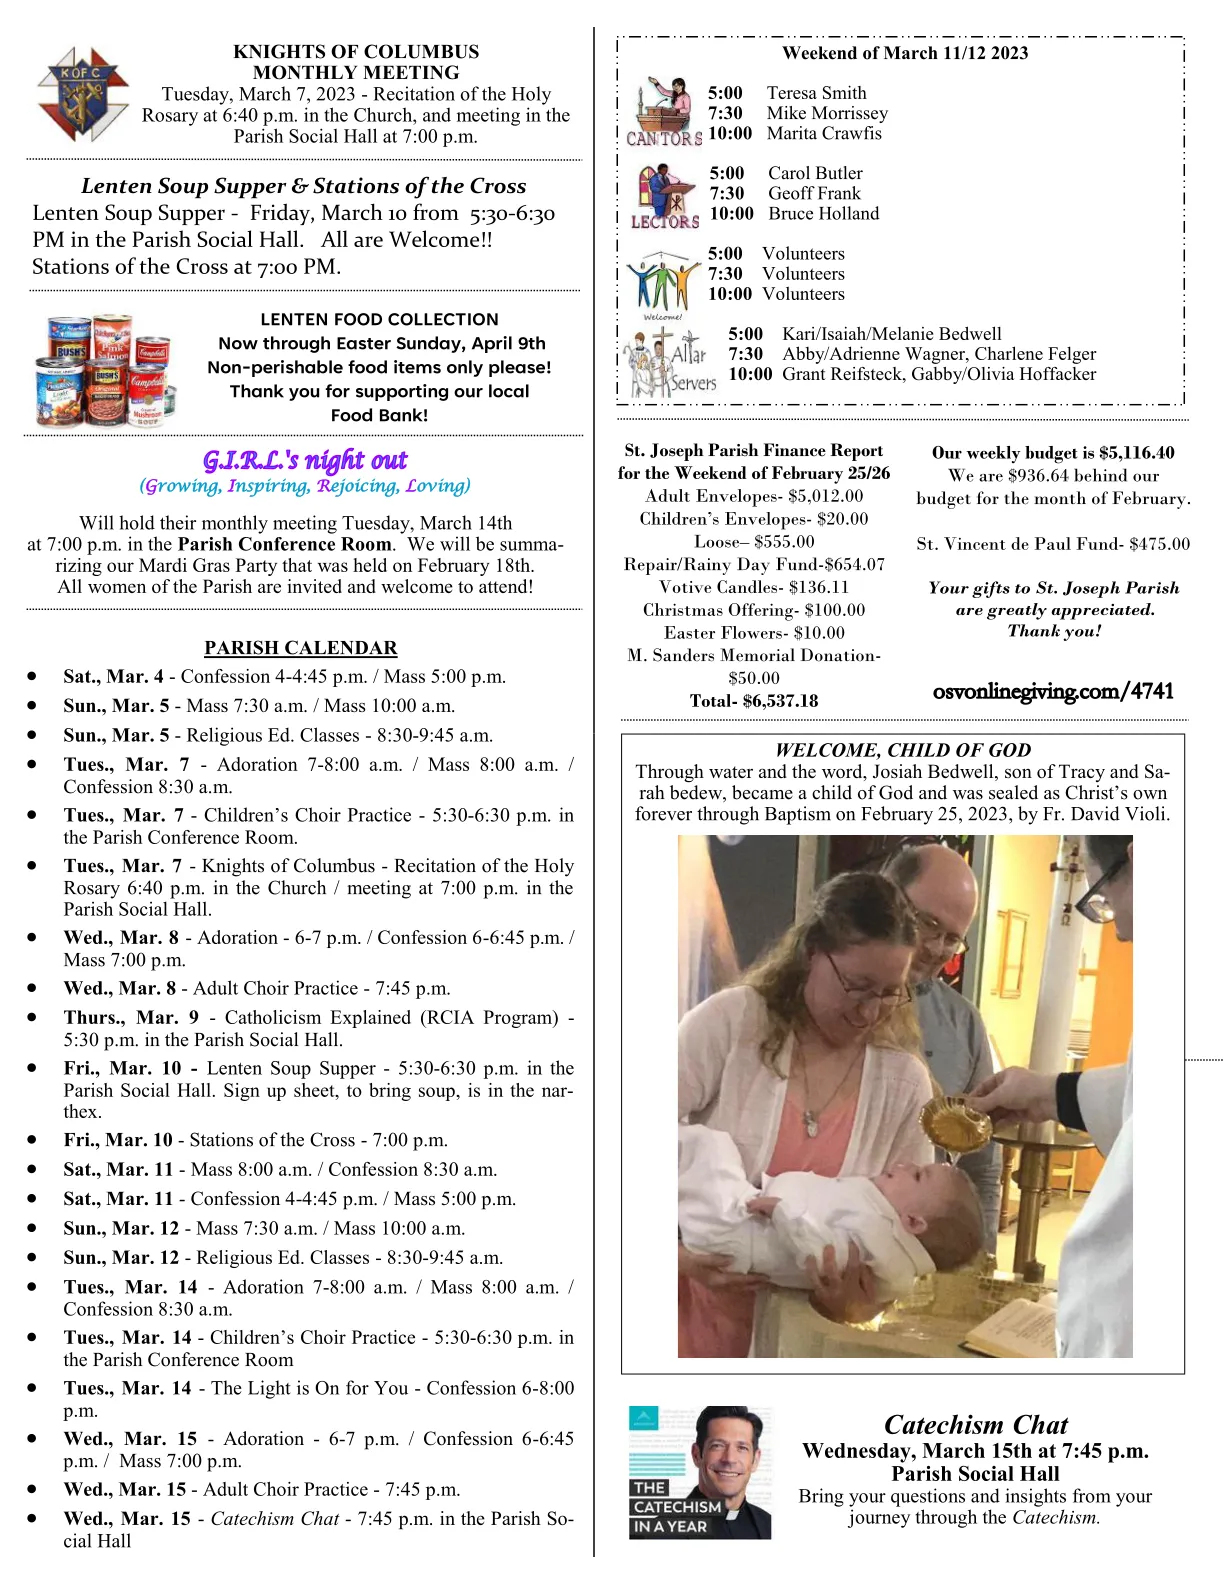 KNIGHTS OF COLUMBUS
MONTHLY MEETING
Tuesday, March 7, 2023 - Recitation of the Holy
Rosary at 6:40 p.m. in the Church, and meeting in the
Parish Social Hall at 7:00 p.m.
K OF C
Lenten Soup Supper & Stations of the Cross
Lenten Soup Supper - Friday, March 10 from 5:30-6:30
PM in the Parish Social Hall. All are Welcome!!
Stations of the Cross at 7:00 PM.
LENTEN FOOD COLLECTION
Now through Easter Sunday, April 9th
Non-perishable food items only please!
Thank you for supporting our local
Food Bank!
G.I.R.L.'s night out
(Growing, Inspiring, Rejoicing, Loving)
Will hold their monthly meeting Tuesday, March 14th
at 7:00 p.m. in the Parish Conference Room. We will be summa-
rizing our Mardi Gras Party that was held on February 18th.
All women of the Parish are invited and welcome to attend!
PARISH CALENDAR
• Sat., Mar. 4 - Confession 4-4:45 p.m. / Mass 5:00 p.m.
• Sun., Mar. 5 - Mass 7:30 a.m. / Mass 10:00 a.m.
• Sun., Mar. 5 - Religious Ed. Classes - 8:30-9:45 a.m.
• Tues., Mar. 7 - Adoration 7-8:00 a.m. / Mass 8:00 a.m. /
Confession 8:30 a.m.
• Tues., Mar. 7 - Children’s Choir Practice - 5:30-6:30 p.m. in
the Parish Conference Room.
• Tues., Mar. 7 - Knights of Columbus - Recitation of the Holy
Rosary 6:40 p.m. in the Church / meeting at 7:00 p.m. in the
Parish Social Hall.
• Wed., Mar. 8 - Adoration - 6-7 p.m. / Confession 6-6:45 p.m. /
Mass 7:00 p.m.
• Wed., Mar. 8 - Adult Choir Practice - 7:45 p.m.
• Thurs., Mar. 9 - Catholicism Explained (RCIA Program) -
5:30 p.m. in the Parish Social Hall.
• Fri., Mar. 10 - Lenten Soup Supper - 5:30-6:30 p.m. in the
Parish Social Hall. Sign up sheet, to bring soup, is in the nar-
thex.
• Fri., Mar. 10 - Stations of the Cross - 7:00 p.m.
• Sat., Mar. 11 - Mass 8:00 a.m. / Confession 8:30 a.m.
• Sat., Mar. 11 - Confession 4-4:45 p.m. / Mass 5:00 p.m.
• Sun., Mar. 12 - Mass 7:30 a.m. / Mass 10:00 a.m.
• Sun., Mar. 12 - Religious Ed. Classes - 8:30-9:45 a.m.
• Tues., Mar. 14 - Adoration 7-8:00 a.m. / Mass 8:00 a.m. /
Confession 8:30 a.m.
• Tues., Mar. 14 - Children’s Choir Practice - 5:30-6:30 p.m. in
the Parish Conference Room
• Tues., Mar. 14 - The Light is On for You - Confession 6-8:00
p.m.
• Wed., Mar. 15 - Adoration - 6-7 p.m. / Confession 6-6:45
p.m. / Mass 7:00 p.m.
• Wed., Mar. 15 - Adult Choir Practice - 7:45 p.m.
• Wed., Mar. 15 - Catechism Chat - 7:45 p.m. in the Parish So-
cial Hall
Weekend of March 11/12 2023
CANTORS
5:00 Teresa Smith
7:30 Mike Morrissey
10:00 Marita Crawfis
LECTORS
5:00 Carol Butler
7:30 Geoff Frank
10:00 Bruce Holland
Welcome!
5:00 Volunteers
7:30 Volunteers
10:00 Volunteers
Altar
Servers
5:00 Kari/Isaiah/Melanie Bedwell
7:30 Abby/Adrienne Wagner, Charlene Felger
10:00 Grant Reifsteck, Gabby/Olivia Hoffacker
St. Joseph Parish Finance Report
for the Weekend of February 25/26
Adult Envelopes- $5,012.00
Children’s Envelopes- $20.00
Loose– $555.00
Repair/Rainy Day Fund-$654.07
Votive Candles- $136.11
Christmas Offering- $100.00
Easter Flowers- $10.00
M. Sanders Memorial Donation-
$50.00
Total- $6,537.18
Our weekly budget is $5,116.40
We are $936.64 behind our
budget for the month of February.
St. Vincent de Paul Fund- $475.00
Your gifts to St. Joseph Parish
are greatly appreciated.
Thank you!
osvonlinegiving.com/4741
WELCOME, CHILD OF GOD
Through water and the word, Josiah Bedwell, son of Tracy and Sa-
rah bedew, became a child of God and was sealed as Christ’s own
forever through Baptism on February 25, 2023, by Fr. David Violi.
THE
CATECHISM
IN A YEAR
Catechism Chat
Wednesday, March 15th at 7:45 p.m.
Parish Social Hall
Bring your questions and insights from your
journey through the Catechism.